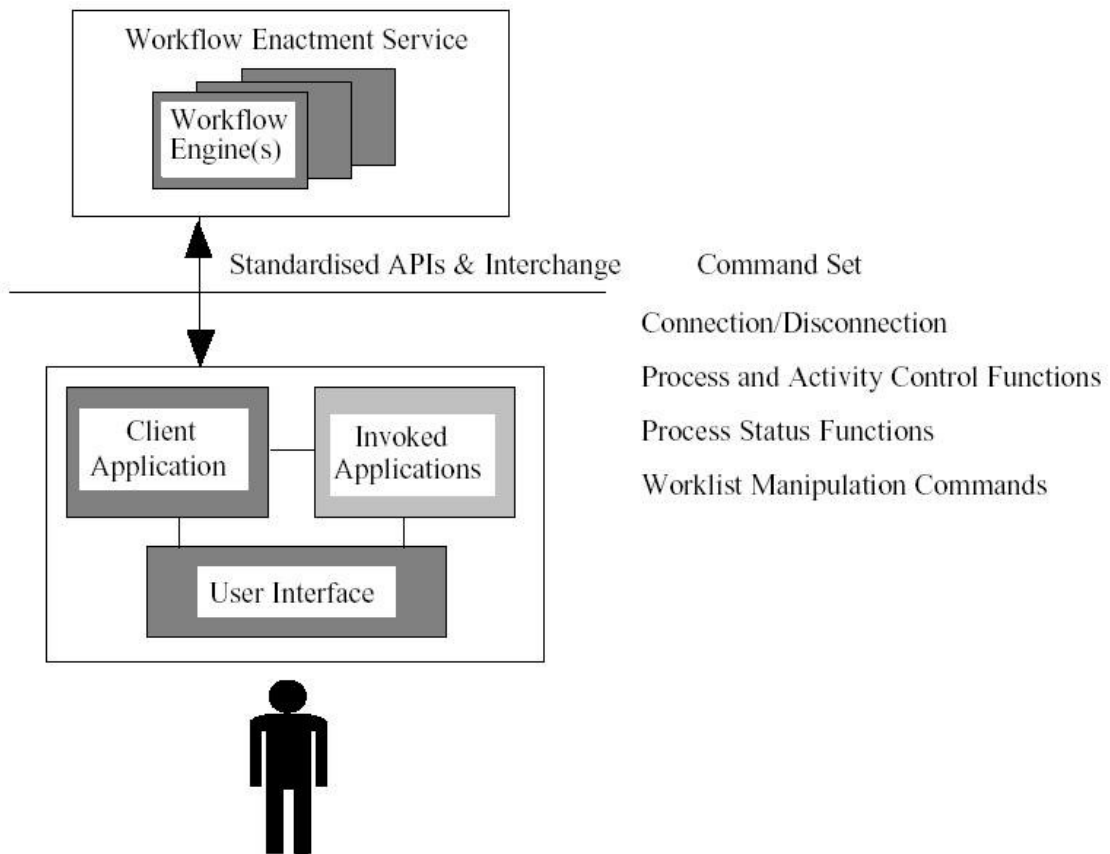 Workflow Enactment Service
Workflow
Engine(s)
Standardised APIs & Interchange
Command Set
Connection/Disconnection
Process and Activity Control Functions
Process Status Functions
Worklist Manipulation Commands
Client
Application
Invoked
Applications
User Interface